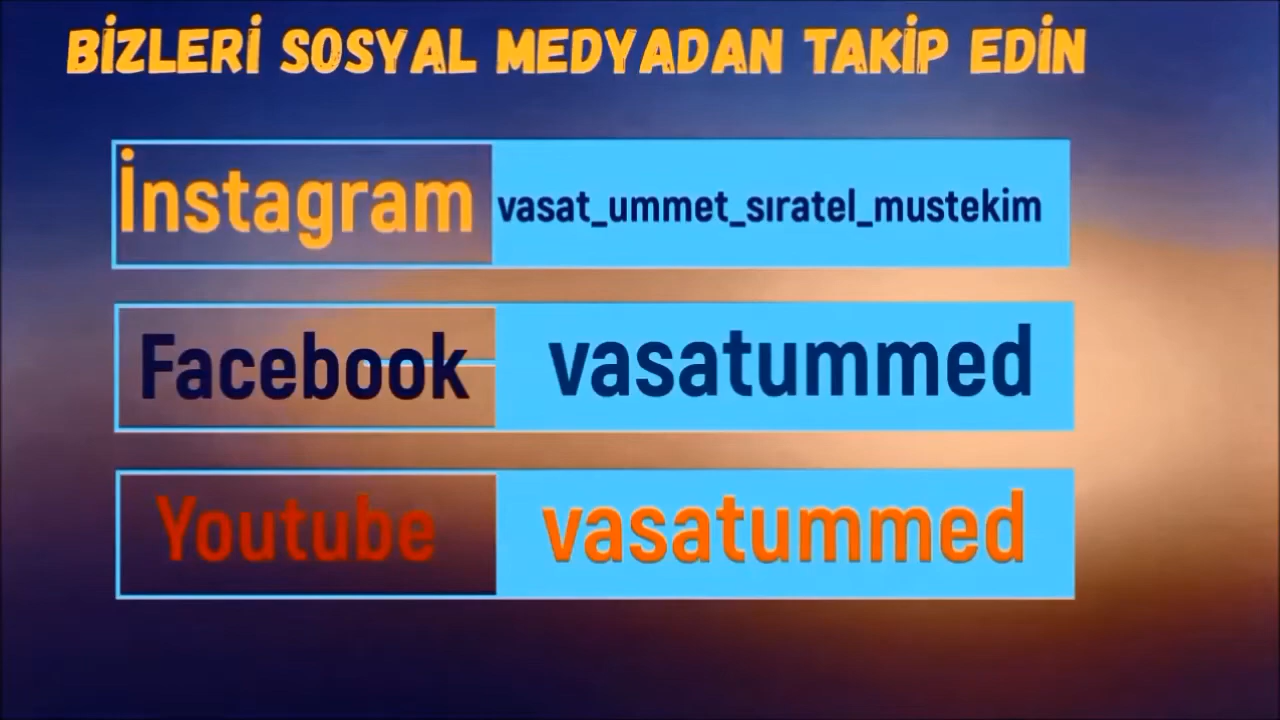 BİZLERİ SOSYAL MEDYADAN TAKİP EDİN
İnstagram vasat_ummet_sıratel_mustekim
Facebook vasatummed
Youtube vasatummed